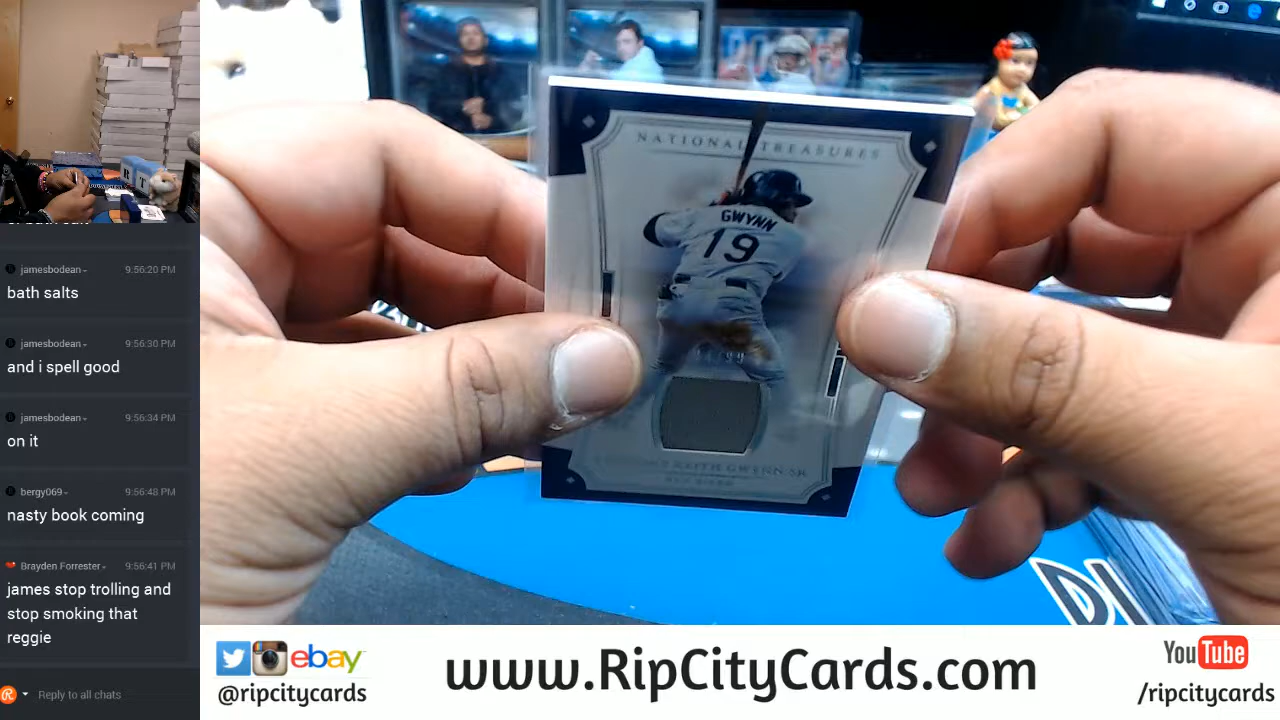 jamesbodean
9:56:20 PM
bath salts
jamesbodean
9:56:30 PM
and i spell good
jamesbodean
9:56:34 PM
on it
bergy069
9:56:48 PM
nasty book coming
Brayden Forrester
9:56:41 PM
james stop trolling and
stop smoking that
reggie
Reply to all chats
NATIONAL TREASURES
GWYNN
19
KEITH GWYNN SR
ebay
@ripcitycards
www.RipCityCards.com
YouTube
/ripcitycards